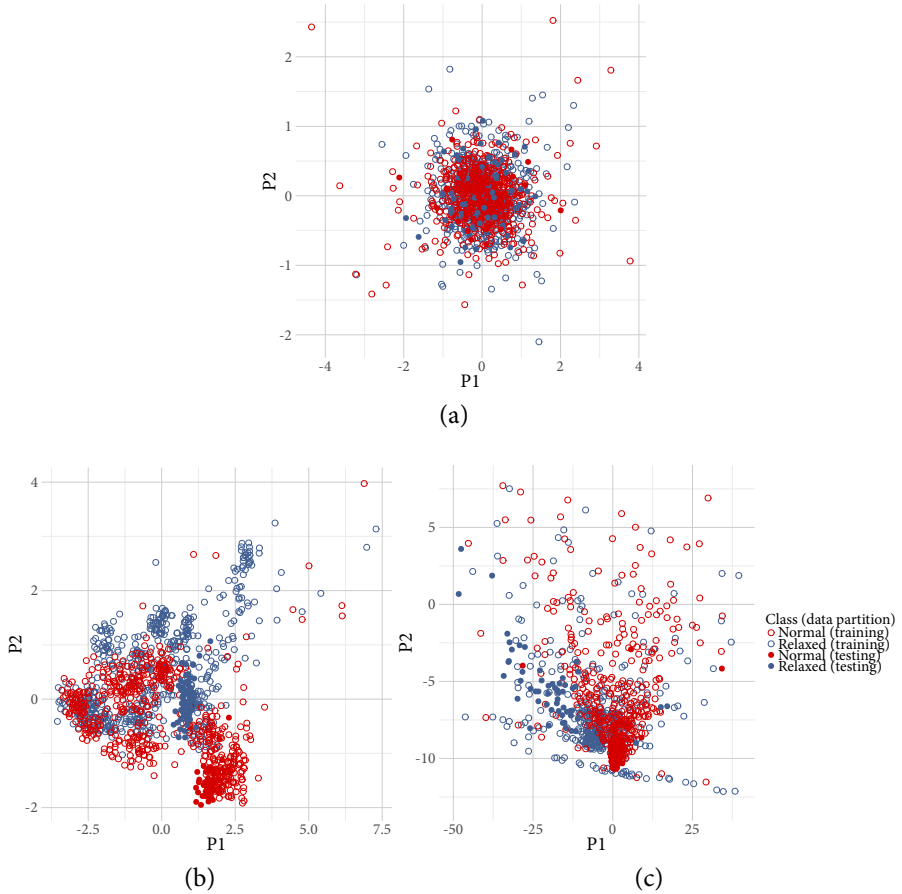 2
1
0
-1
-2
P2
-4
-2
0
2
4
P1
(a)
4
2
0
-2
P2
-2.5
0.0
2.5
5.0
7.5
P1
(b)
5
0
-5
-10
P2
-50
-25
0
25
P1
(c)
Class (data partition)
Normal (training)
Relaxed (training)
Normal (testing)
Relaxed (testing)